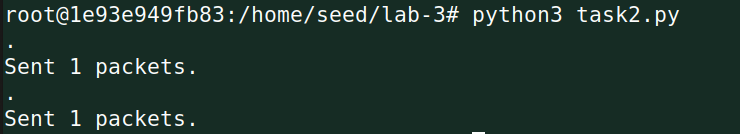 root@1e93e949fb83:/home/seed/lab-3# python3 task2.py
.
Sent 1 packets.
.
Sent 1 packets.